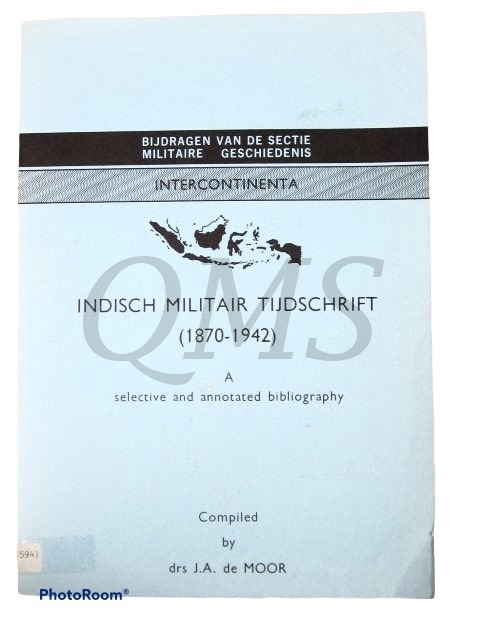 BIJDRAGEN VAN DE SECTIE
MILITAIRE GESCHIEDENIS
INTERCONTINENTA
QMS
INDISCH MILITAIR TIJDSCHRIFT
(1870-1942)
A
selective and annotated bibliography
Compiled
by
drs J.A. de MOOR
5941
PhotoRoom®